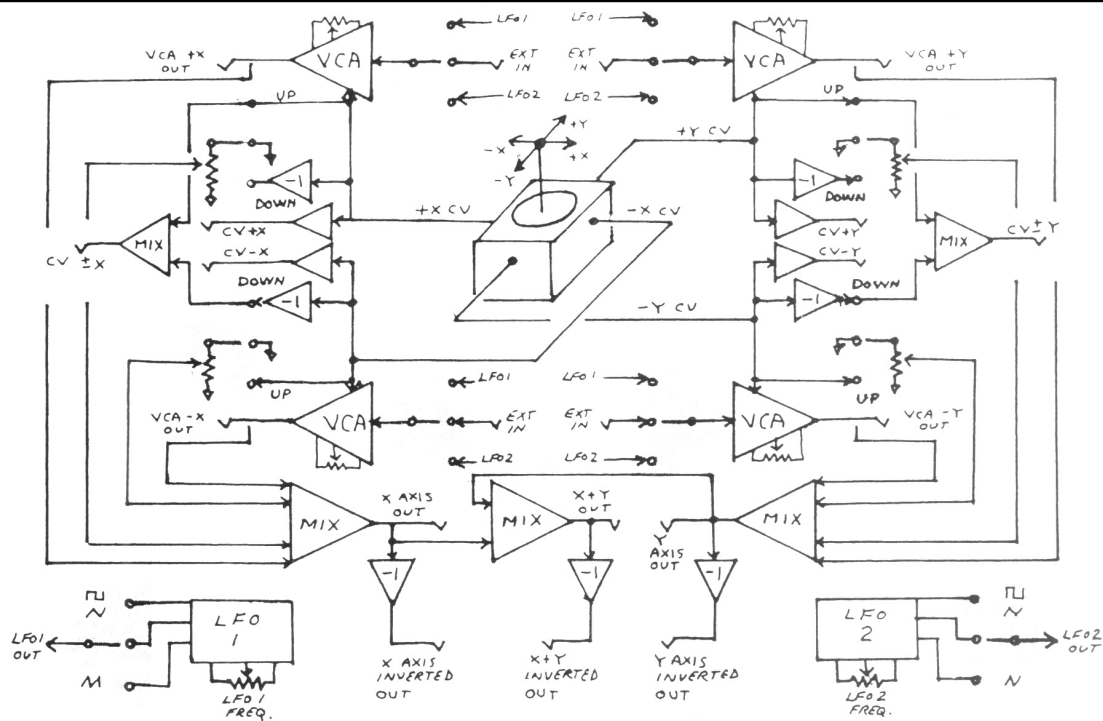 LFO1
LFO1
VCA +X
OUT
VCA
EXT
IN
EXT
IN
VCA
VCA +Y
OUT
UP
LFO2
LFO2
UP
+Y
-X
+X
-Y
+Y CV
-1
DOWN
-1
DOWN
+X CV
-X CV
CV+X
CV+Y
MIX
CV ± X
CV-X
CV-Y
MIX
CV ± Y
DOWN
DOWN
-1
-1
-Y CV
UP
LFO1
LFO1
UP
VCA-X
OUT
VCA
EXT
IN
EXT
IN
VCA
VCA-Y
OUT
LFO2
LFO2
MIX
X AXIS
OUT
MIX
X+Y
OUT
Y
AXIS
OUT
MIX
-1
-1
-1
LFO
1
LFO
2
LFO1
OUT
LFO2
OUT
X AXIS
INVERTED
OUT
X+Y
INVERTED
OUT
Y AXIS
INVERTED
OUT
LFO1
FREQ.
LFO2
FREQ.